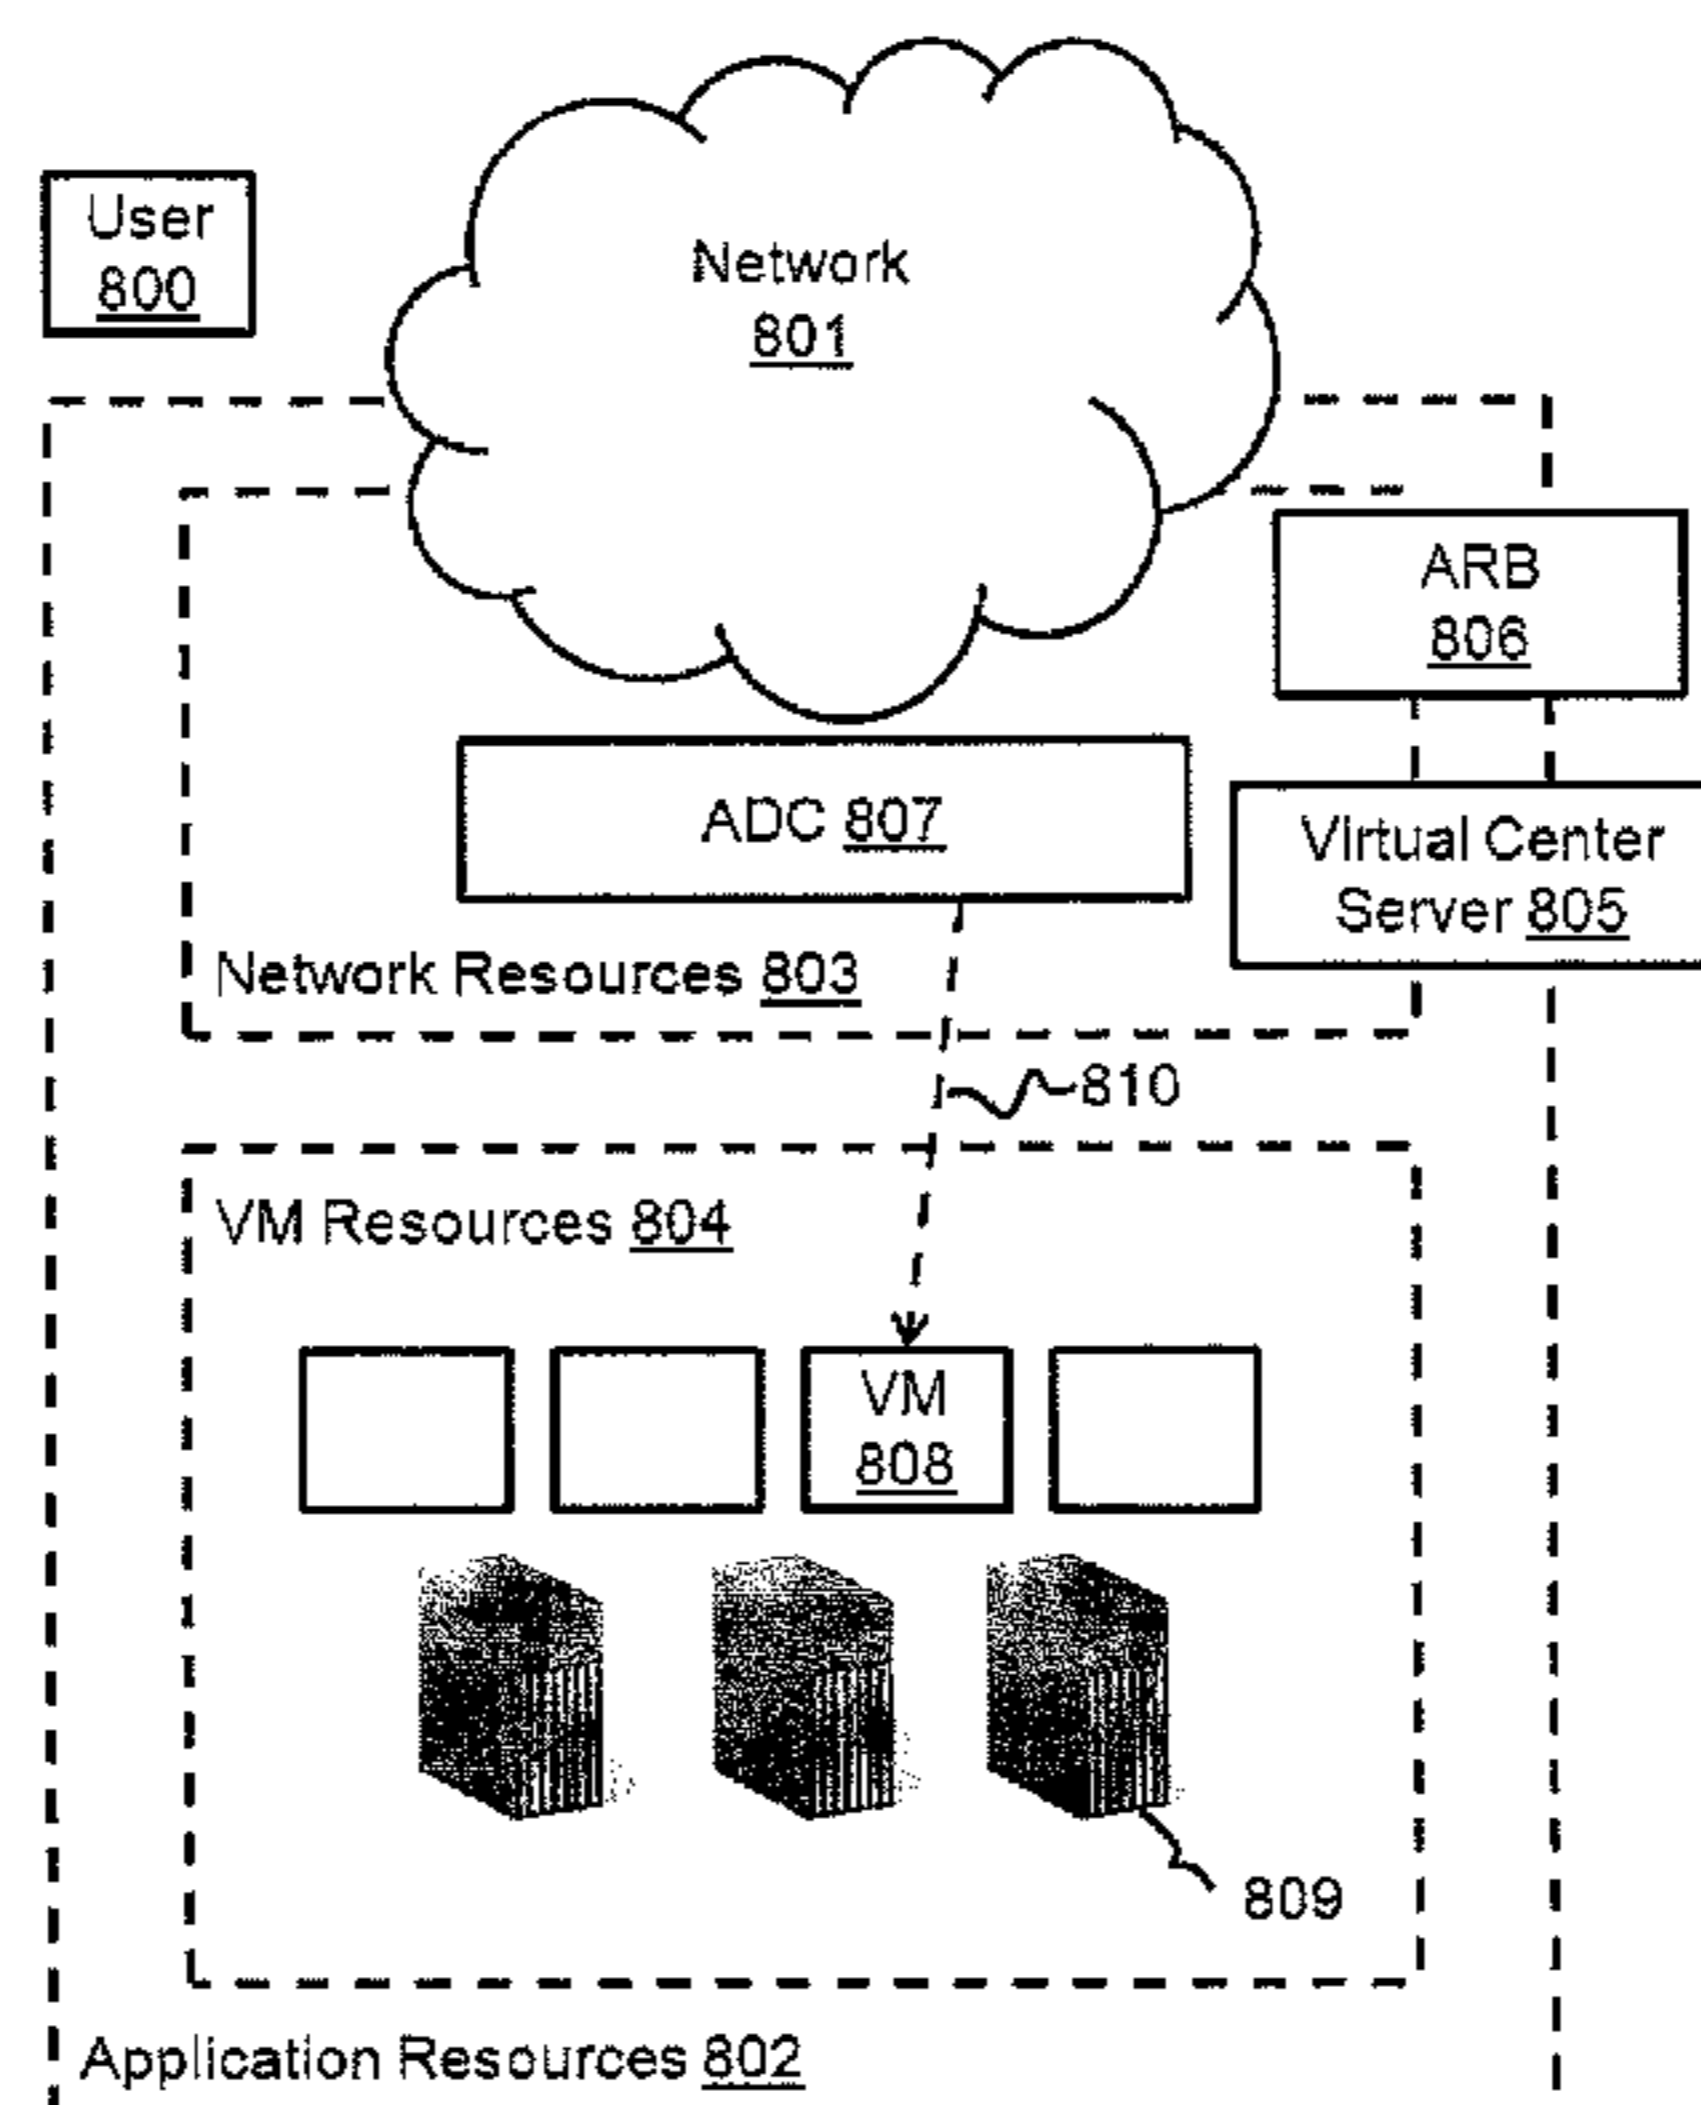 User
800
Network
801
ARB
806
ADC 807
Virtual Center
Server 805
Network Resources 803
810
VM Resources 804
VM
808
809
Application Resources 802